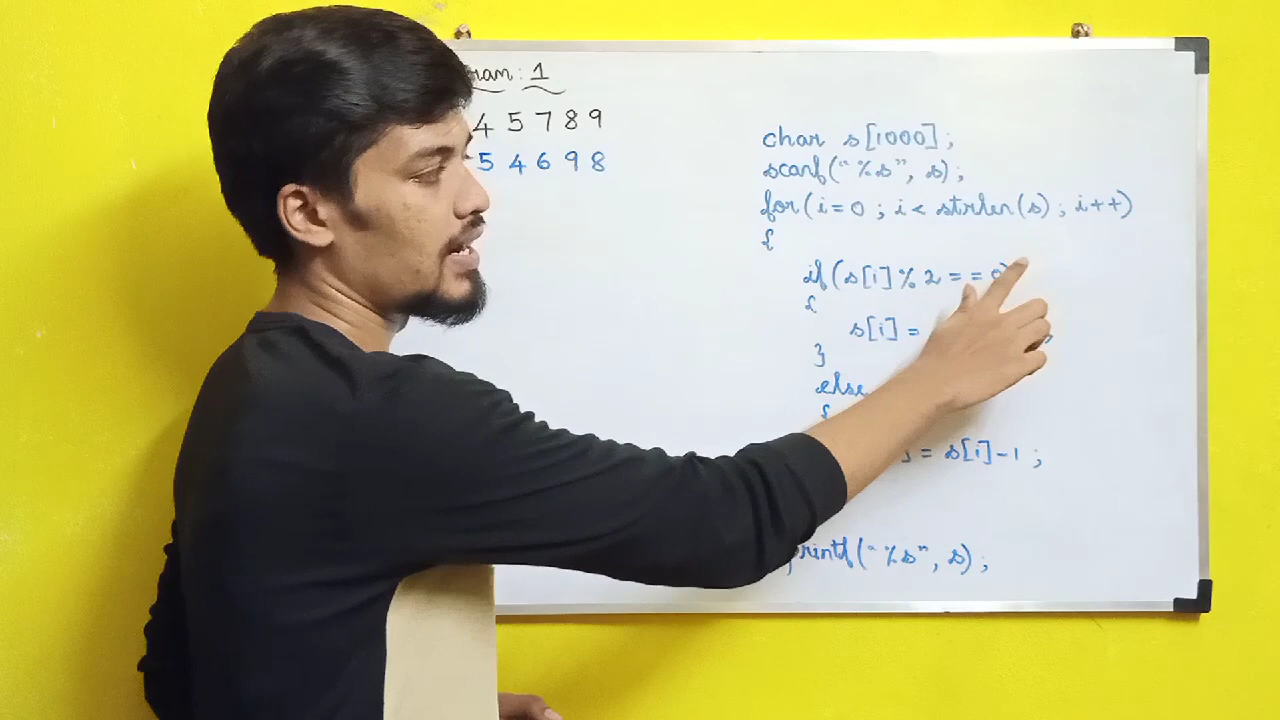 ram : 1
4 5 7 8 9
5 4 6 9 8
char s[1000];
scanf("%s", s);
for(i=0 ; i< strlen(s) ; i++)
{
if(s[i] % 2 == 0)
{
s[i] =
;
}
else
{
= s[i]-1 ;
printf("%s", s);